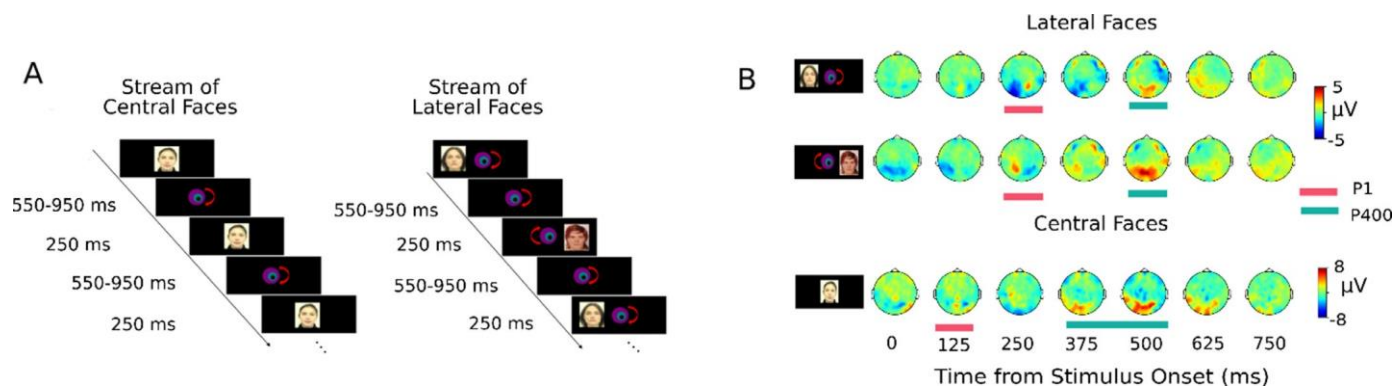 A
Stream of
Central Faces
550-950 ms
250 ms
550-950 ms
250 ms
Stream of
Lateral Faces
550-950 ms
250 ms
550-950 ms
250 ms
B
Lateral Faces
5
μV
-5
P1
P400
Central Faces
8
μV
-8
0 125 250 375 500 625 750
Time from Stimulus Onset (ms)